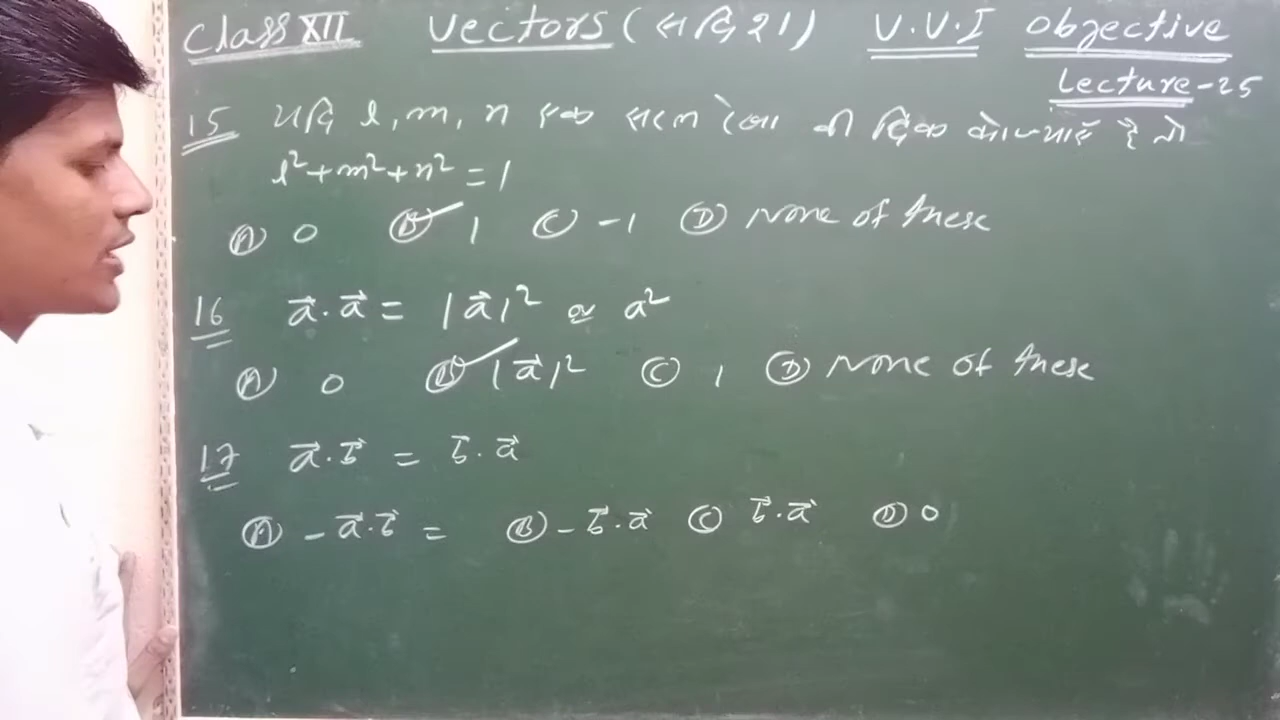 Class XII Vectors (सदिश) V.V.I Objective
Lecture-25
15 यदि l, m, n एक सरल रेखा की दिक् कोज्याएँ हैं तो
l²+m²+n² = 1
(A) 0 (B) 1 (C) -1 (D) None of these
16 a⃗.a⃗ = |a⃗|² or a²
(A) 0 (B) |a⃗|² (C) 1 (D) None of these
17 a⃗.b⃗ = b⃗.a⃗
(A) -a⃗.b⃗ = (B) -b⃗.a⃗ (C) b⃗.a⃗ (D) 0